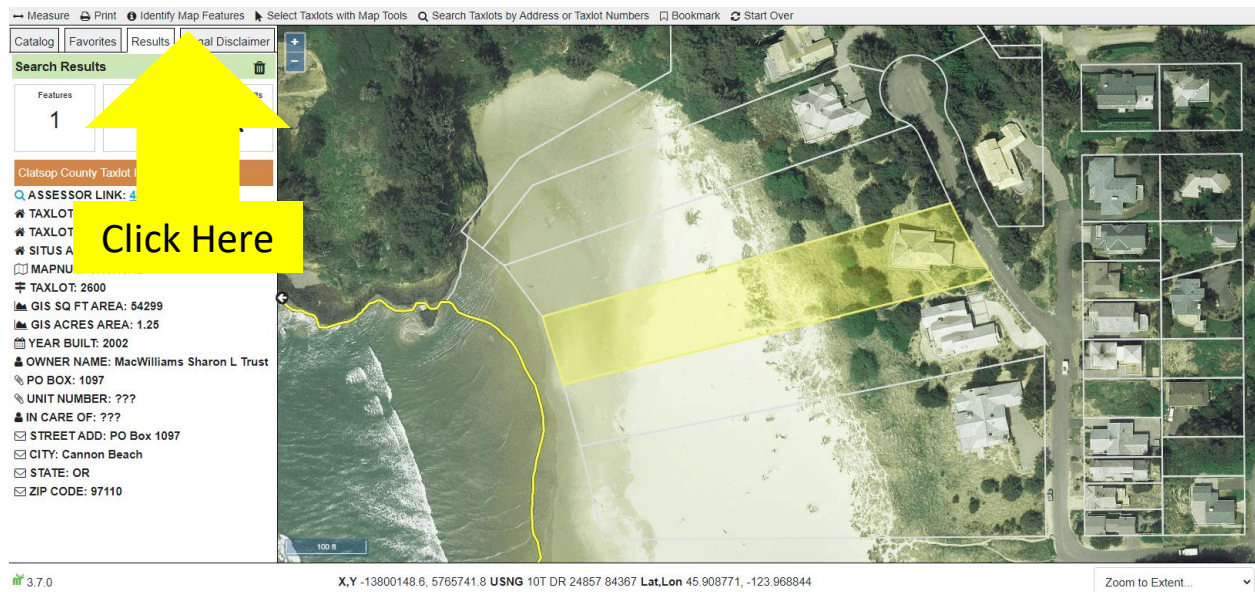 Measure Print Identify Map Features Select Taxlots with Map Tools Search Taxlots by Address or Taxlot Numbers Bookmark Start Over
Catalog Favorites Results Disclaimer
Search Results
Features
1
Clatsop County Taxlot
ASSESSOR LINK: 4
TAXLOT
TAXLOT
SITUS A
Click Here
TAXLOT: 2600
GIS SQ FT AREA: 54299
GIS ACRES AREA: 1.25
YEAR BUILT: 2002
OWNER NAME: MacWilliams Sharon L Trust
PO BOX: 1097
UNIT NUMBER: ???
IN CARE OF: ???
STREET ADD: PO Box 1097
CITY: Cannon Beach
STATE: OR
ZIP CODE: 97110
100 ft
3.7.0 X,Y -13800148.6, 5765741.8 USNG 10T DR 24857 84367 Lat,Lon 45.908771, -123.968844 Zoom to Extent...